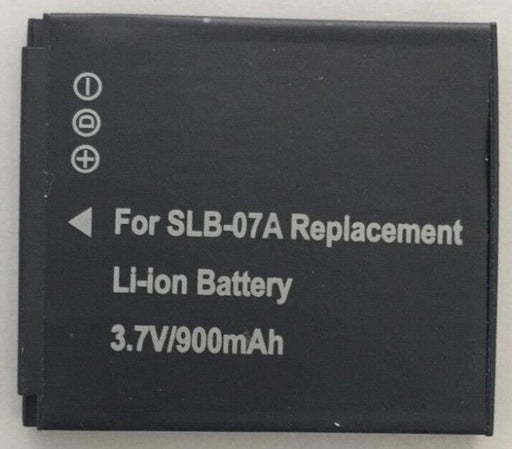 ⊖
Ⓓ
⊕
◀ For SLB-07A Replacement
Li-ion Battery
3.7V/900mAh